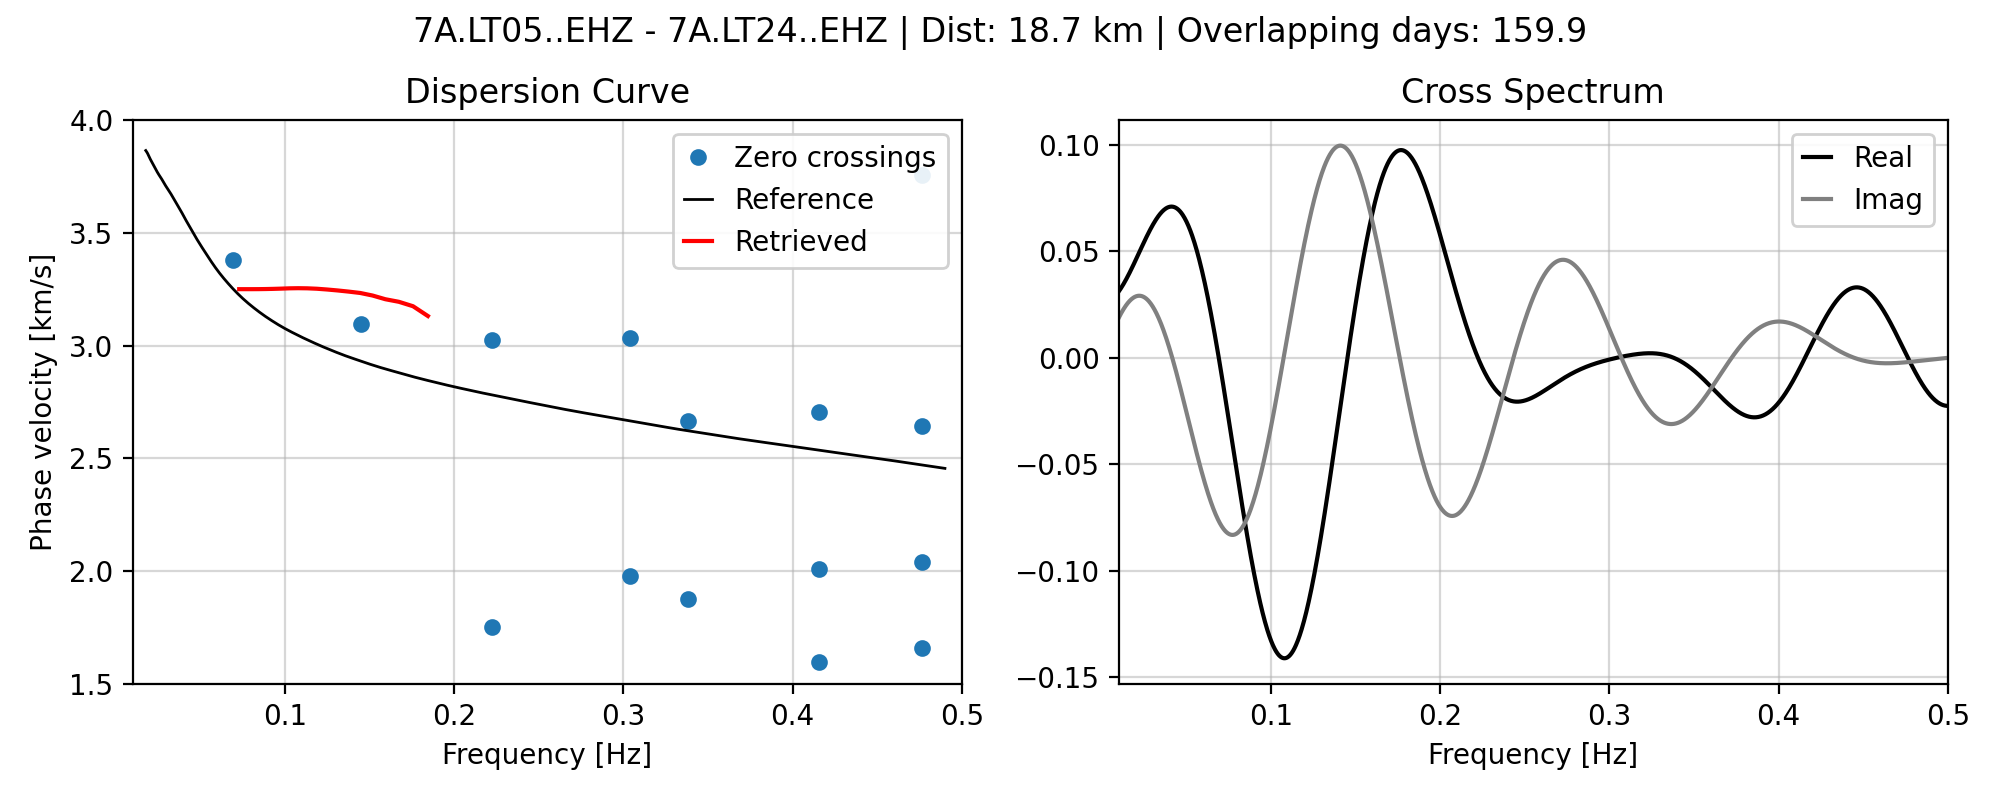 7A.LT05..EHZ - 7A.LT24..EHZ | Dist: 18.7 km | Overlapping days: 159.9
Dispersion Curve
4.0
3.5
3.0
2.5
2.0
1.5
Phase velocity [km/s]
Zero crossings
Reference
Retrieved
0.1 0.2 0.3 0.4 0.5
Frequency [Hz]
Cross Spectrum
0.10
0.05
0.00
−0.05
−0.10
−0.15
Real
Imag
0.1 0.2 0.3 0.4 0.5
Frequency [Hz]